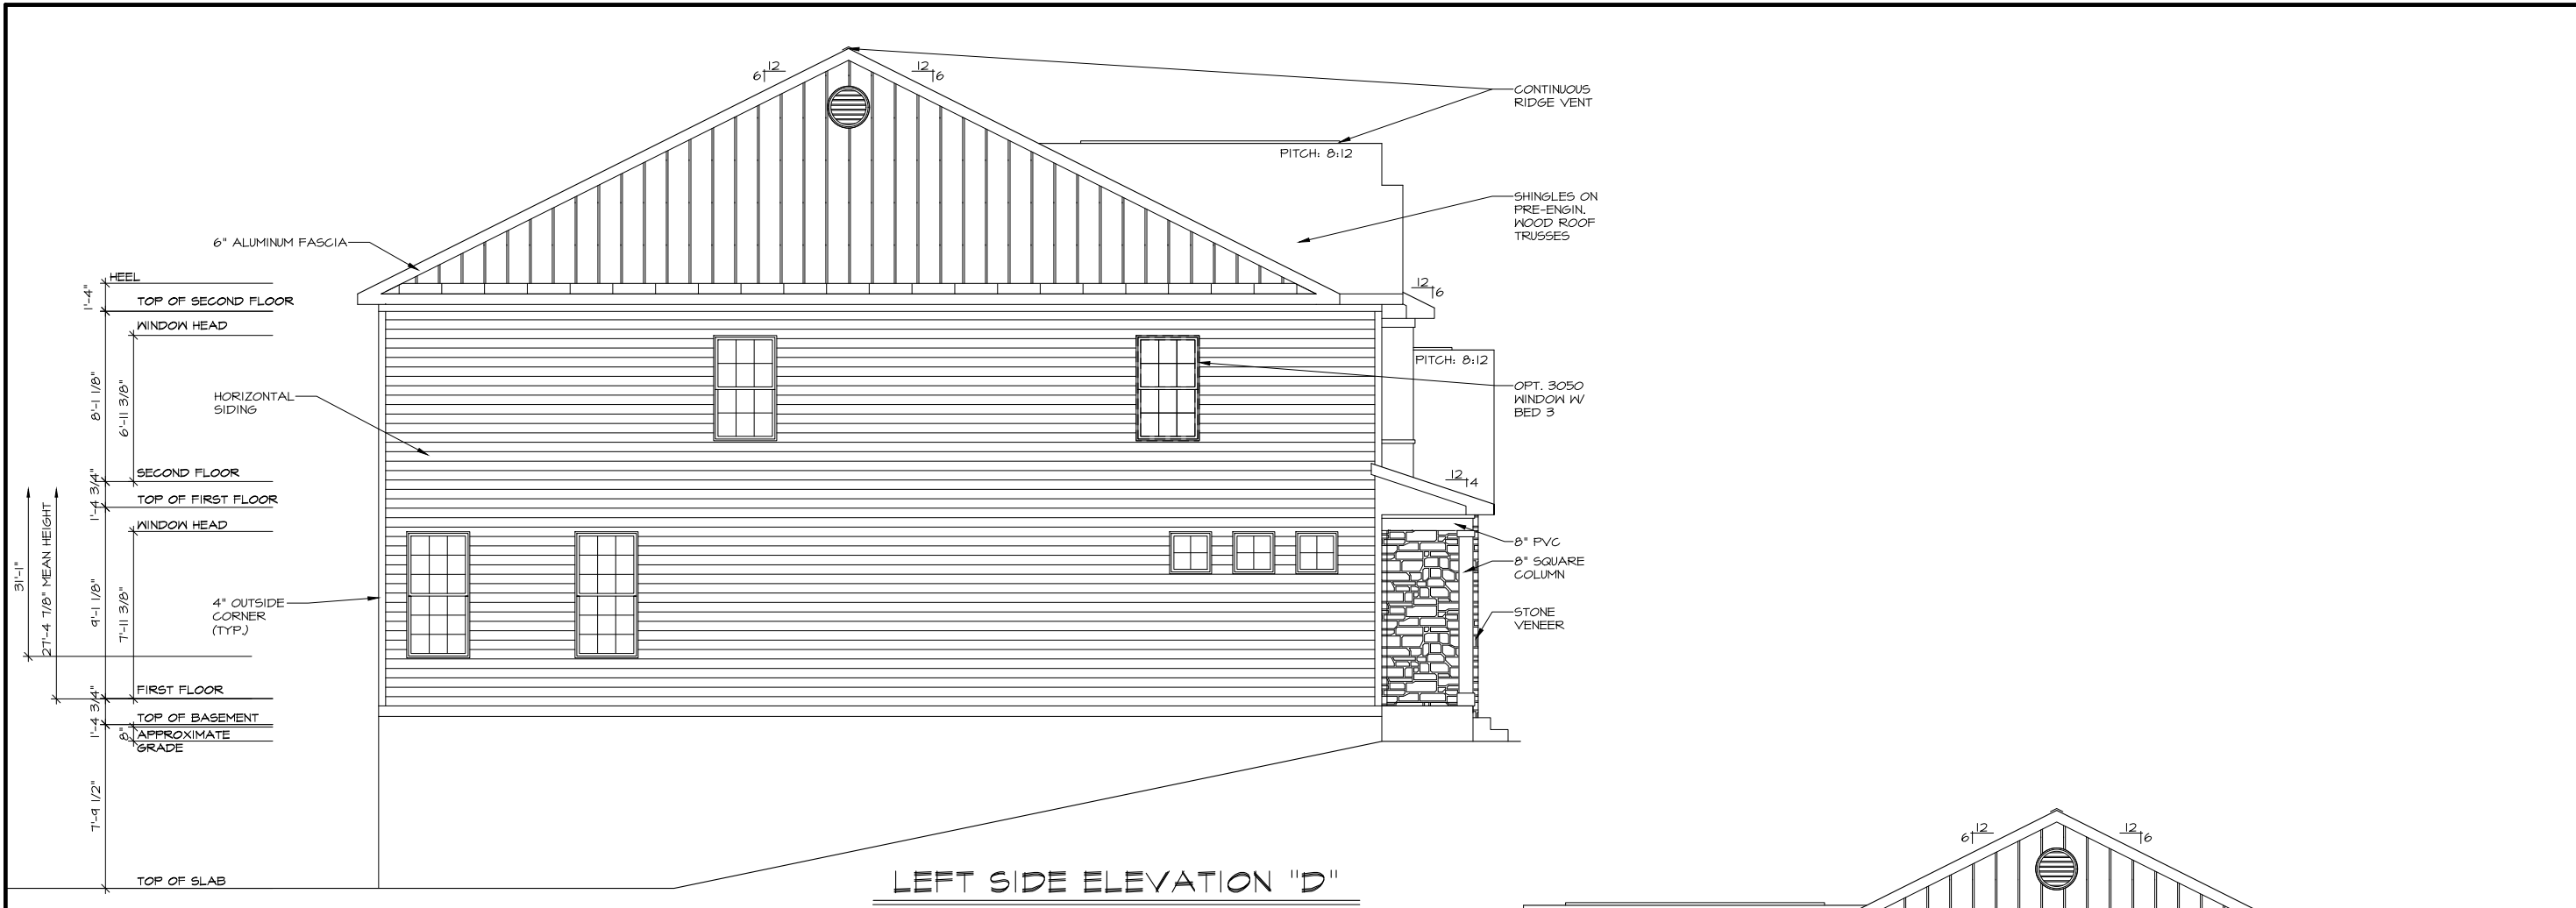 12
6
12
6
CONTINUOUS
RIDGE VENT
PITCH: 8:12
SHINGLES ON
PRE-ENGIN.
WOOD ROOF
TRUSSES
6" ALUMINUM FASCIA
HEEL
1'-4"
TOP OF SECOND FLOOR
12
6
WINDOW HEAD
PITCH: 8:12
8'-1 1/8"
6'-11 3/8"
HORIZONTAL
SIDING
OPT. 3050
WINDOW W/
BED 3
SECOND FLOOR
1'-4 3/4"
TOP OF FIRST FLOOR
12
4
WINDOW HEAD
31'-1"
27'-4 7/8" MEAN HEIGHT
9'-1 1/8"
7'-11 3/8"
8" PVC
8" SQUARE
COLUMN
4" OUTSIDE
CORNER
(TYP.)
STONE
VENEER
FIRST FLOOR
1'-4 3/4"
TOP OF BASEMENT
8"
APPROXIMATE
GRADE
7'-9 1/2"
TOP OF SLAB
LEFT SIDE ELEVATION "D"
12
6
12
6